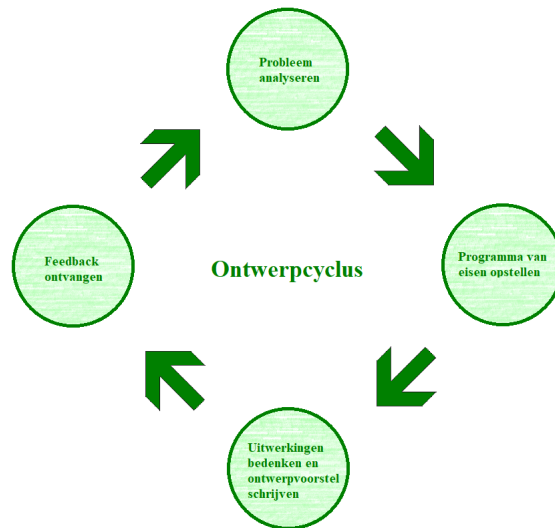 Probleem
analyseren
Programma van
eisen opstellen
Ontwerpcyclus
Feedback
ontvangen
Uitwerkingen
bedenken en
ontwerpvoorstel
schrijven